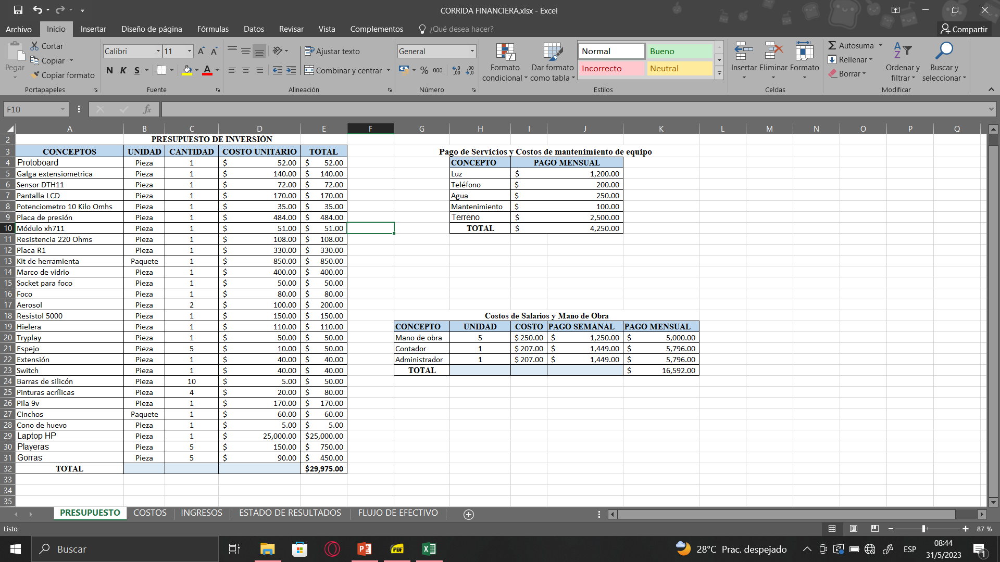 CORRIDA FINANCIERA.xlsx - Excel
Archivo Inicio Insertar Diseño de página Fórmulas Datos Revisar Vista Complementos ¿Qué desea hacer? Compartir
Pegar Cortar Copiar Copiar formato Portapapeles
Calibri 11 N K S Fuente
Ajustar texto Combinar y centrar Alineación
General % 000 Número
Formato condicional Dar formato como tabla Normal Bueno Incorrecto Neutral Estilos
Insertar Eliminar Formato Celdas
Autosuma Rellenar Borrar Ordenar y filtrar Buscar y seleccionar Modificar
F10 fx
A B C D E F G H I J K L M N O P Q
2 PRESUPUESTO DE INVERSIÓN
3 CONCEPTOS UNIDAD CANTIDAD COSTO UNITARIO TOTAL Pago de Servicios y Costos de mantenimiento de equipo
4 Protoboard Pieza 1 $ 52.00 $ 52.00 CONCEPTO PAGO MENSUAL
5 Galga extensiometrica Pieza 1 $ 140.00 $ 140.00 Luz $ 1,200.00
6 Sensor DTH11 Pieza 1 $ 72.00 $ 72.00 Teléfono $ 200.00
7 Pantalla LCD Pieza 1 $ 170.00 $ 170.00 Agua $ 250.00
8 Potenciometro 10 Kilo Omhs Pieza 1 $ 35.00 $ 35.00 Mantenimiento $ 100.00
9 Placa de presión Pieza 1 $ 484.00 $ 484.00 Terreno $ 2,500.00
10 Módulo xh711 Pieza 1 $ 51.00 $ 51.00 TOTAL $ 4,250.00
11 Resistencia 220 Ohms Pieza 1 $ 108.00 $ 108.00
12 Placa R1 Pieza 1 $ 330.00 $ 330.00
13 Kit de herramienta Paquete 1 $ 850.00 $ 850.00
14 Marco de vidrio Pieza 1 $ 400.00 $ 400.00
15 Socket para foco Pieza 1 $ 50.00 $ 50.00
16 Foco Pieza 1 $ 80.00 $ 80.00
17 Aerosol Pieza 2 $ 100.00 $ 200.00
18 Resistol 5000 Pieza 1 $ 150.00 $ 150.00 Costos de Salarios y Mano de Obra
19 Hielera Pieza 1 $ 110.00 $ 110.00 CONCEPTO UNIDAD COSTO PAGO SEMANAL PAGO MENSUAL
20 Tryplay Pieza 1 $ 50.00 $ 50.00 Mano de obra 5 $ 250.00 $ 1,250.00 $ 5,000.00
21 Espejo Pieza 5 $ 10.00 $ 50.00 Contador 1 $ 207.00 $ 1,449.00 $ 5,796.00
22 Extensión Pieza 1 $ 40.00 $ 40.00 Administrador 1 $ 207.00 $ 1,449.00 $ 5,796.00
23 Switch Pieza 1 $ 40.00 $ 40.00 TOTAL $ 16,592.00
24 Barras de silicón Pieza 10 $ 5.00 $ 50.00
25 Pinturas acrílicas Pieza 4 $ 20.00 $ 80.00
26 Pila 9v Pieza 1 $ 170.00 $ 170.00
27 Cinchos Paquete 1 $ 60.00 $ 60.00
28 Cono de huevo Pieza 1 $ 5.00 $ 5.00
29 Laptop HP Pieza 1 $ 25,000.00 $25,000.00
30 Playeras Pieza 5 $ 150.00 $ 750.00
31 Gorras Pieza 5 $ 90.00 $ 450.00
32 TOTAL $29,975.00
33
34
35
PRESUPUESTO COSTOS INGRESOS ESTADO DE RESULTADOS FLUJO DE EFECTIVO
Listo 87 %
Buscar PDF 28°C Prac. despejado ESP 08:44
31/5/2023 1